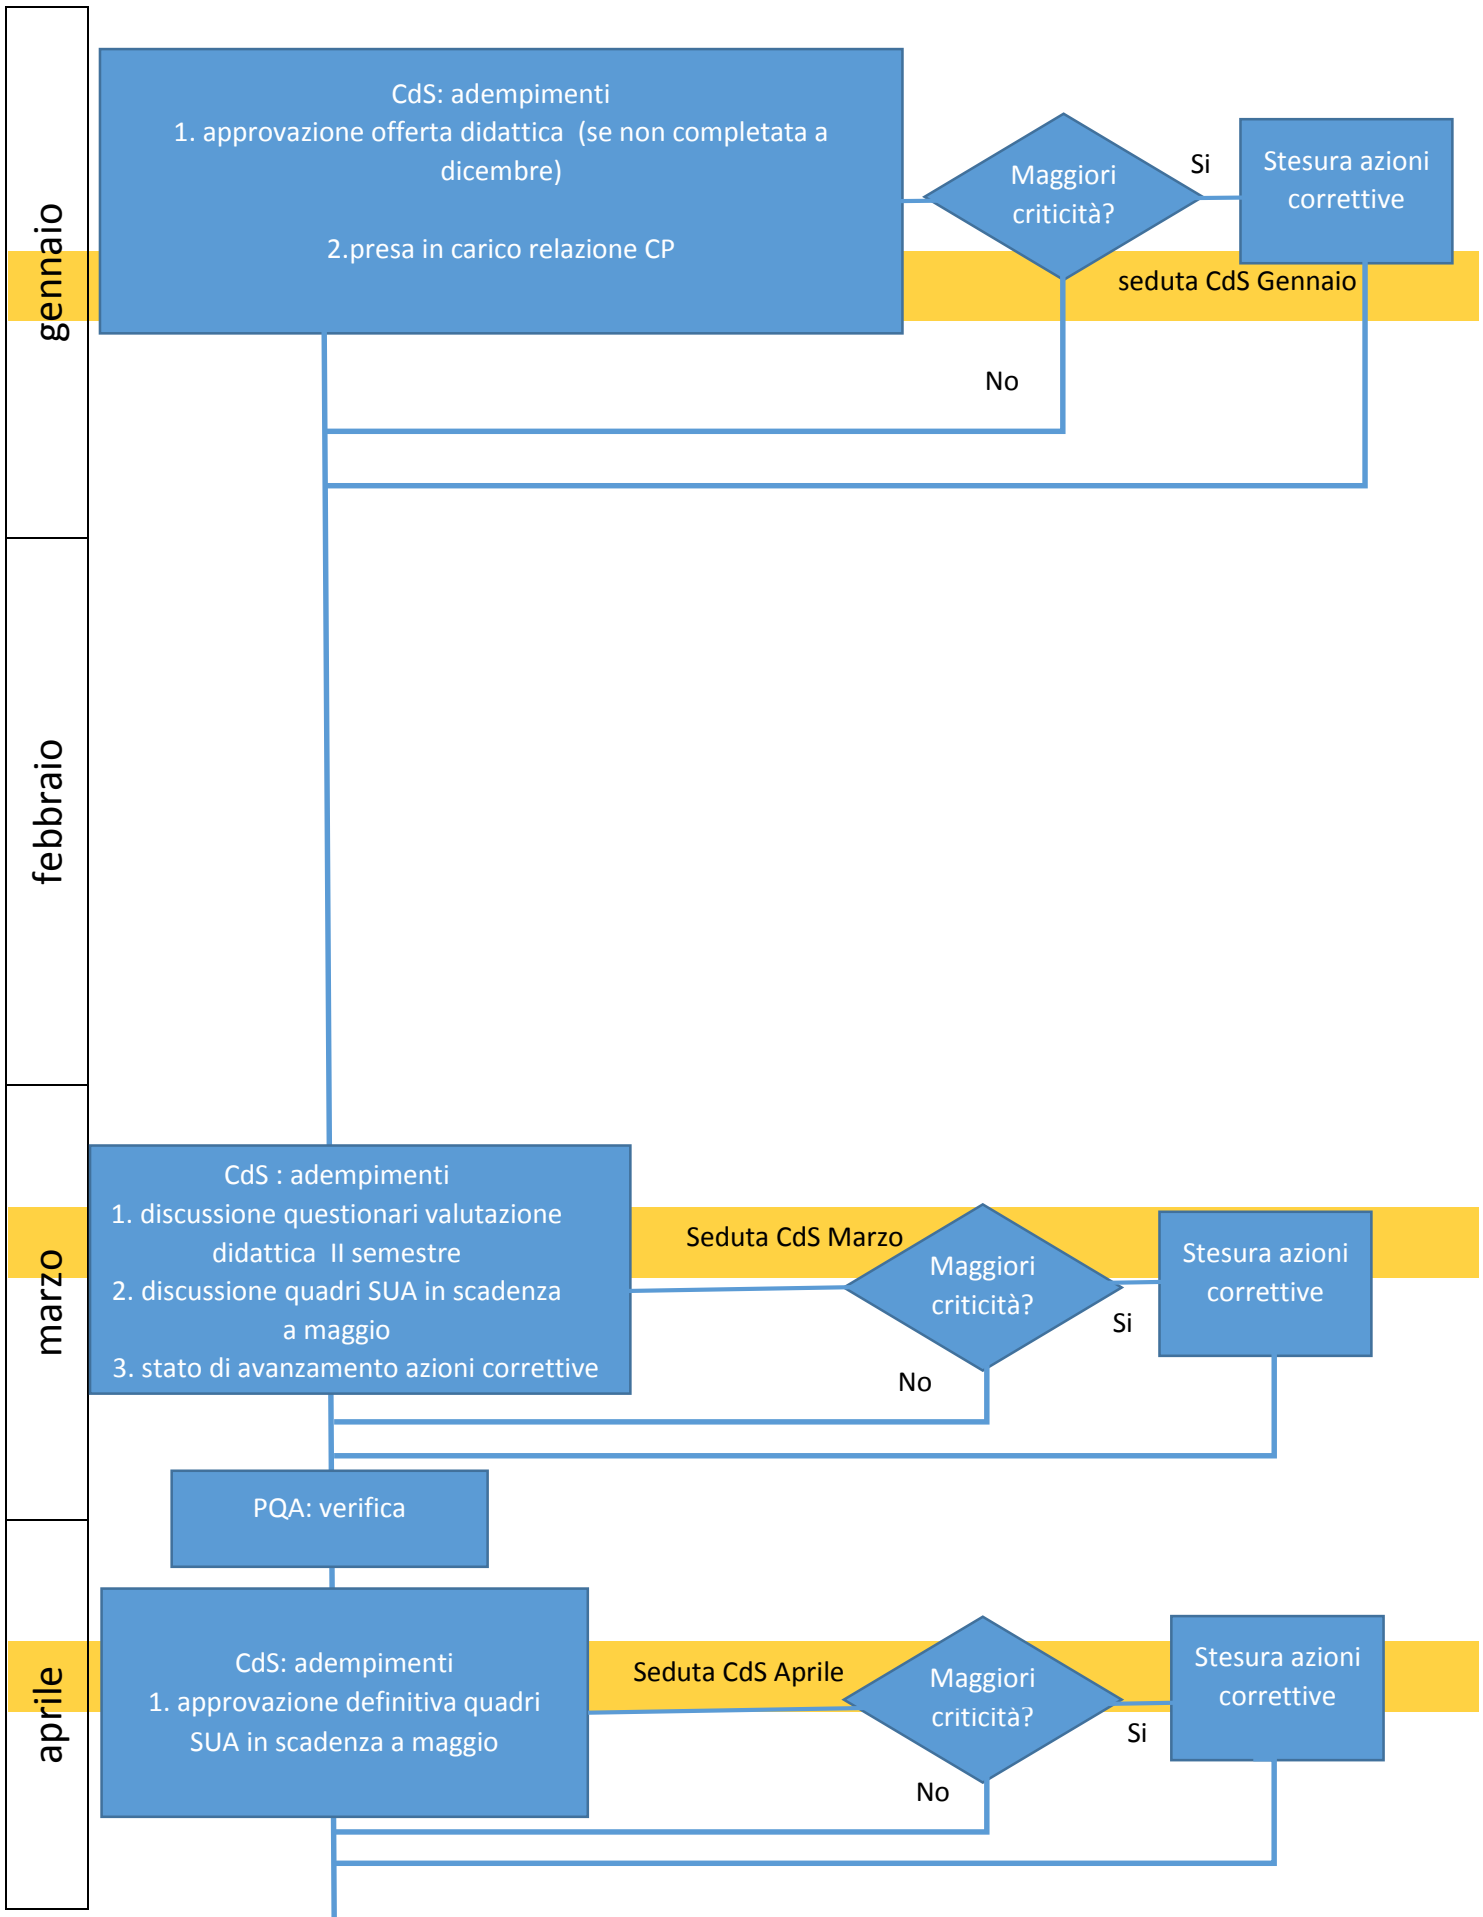 gennaio
CdS: adempimenti
1. approvazione offerta didattica (se non completata a
dicembre)
2.presa in carico relazione CP
Maggiori
criticità?
Si
Stesura azioni
correttive
seduta CdS Gennaio
No
febbraio
marzo
CdS : adempimenti
1. discussione questionari valutazione
didattica II semestre
2. discussione quadri SUA in scadenza
a maggio
3. stato di avanzamento azioni correttive
Seduta CdS Marzo
Maggiori
criticità?
Si
Stesura azioni
correttive
No
PQA: verifica
aprile
CdS: adempimenti
1. approvazione definitiva quadri
SUA in scadenza a maggio
Seduta CdS Aprile
Maggiori
criticità?
Si
Stesura azioni
correttive
No